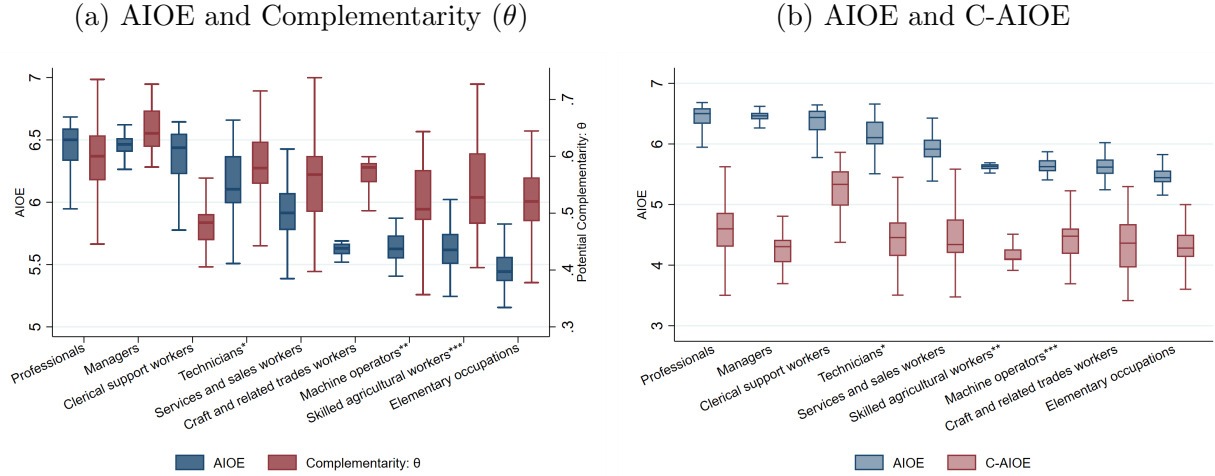 (a) AIOE and Complementarity (θ)
7
6.5
6
5.5
5
AIOE
.7
.6
.5
.4
.3
Potential Complementarity: θ
Professionals
Managers
Clerical support workers
Technicians*
Services and sales workers
Craft and related trades workers
Machine operators**
Skilled agricultural workers***
Elementary occupations
AIOE
Complementarity: θ
(b) AIOE and C-AIOE
7
6
5
4
3
AIOE
Professionals
Managers
Clerical support workers
Technicians*
Services and sales workers
Skilled agricultural workers**
Machine operators***
Craft and related trades workers
Elementary occupations
AIOE
C-AIOE